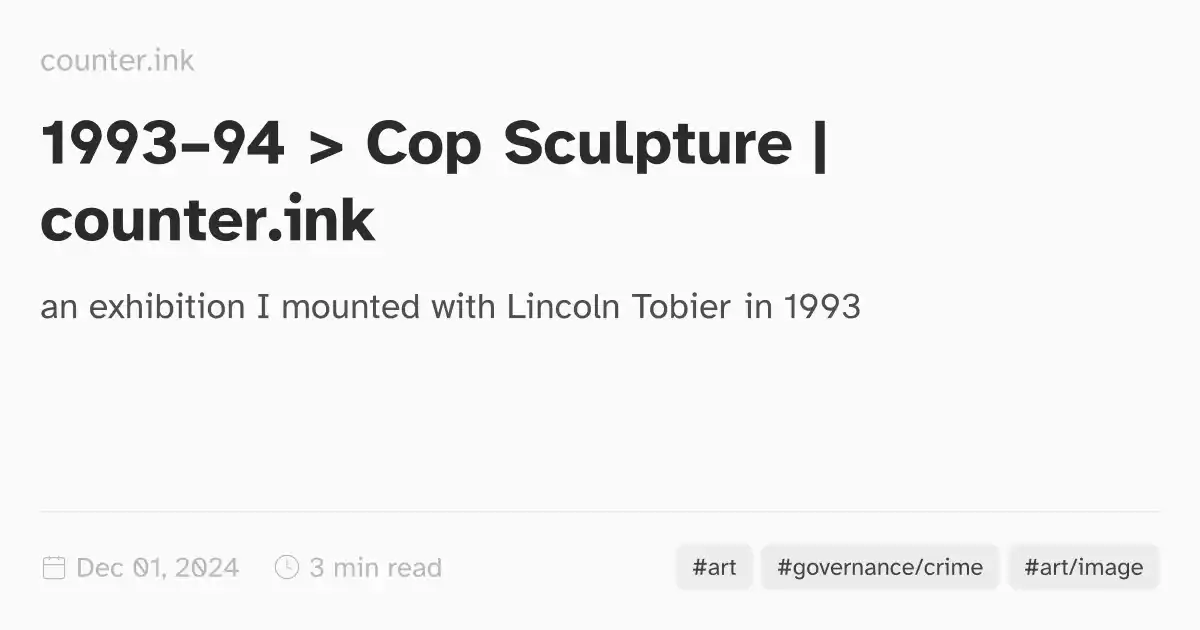 counter.ink
1993–94 > Cop Sculpture |
counter.ink
an exhibition I mounted with Lincoln Tobier in 1993
Dec 01, 2024 3 min read #art #governance/crime #art/image